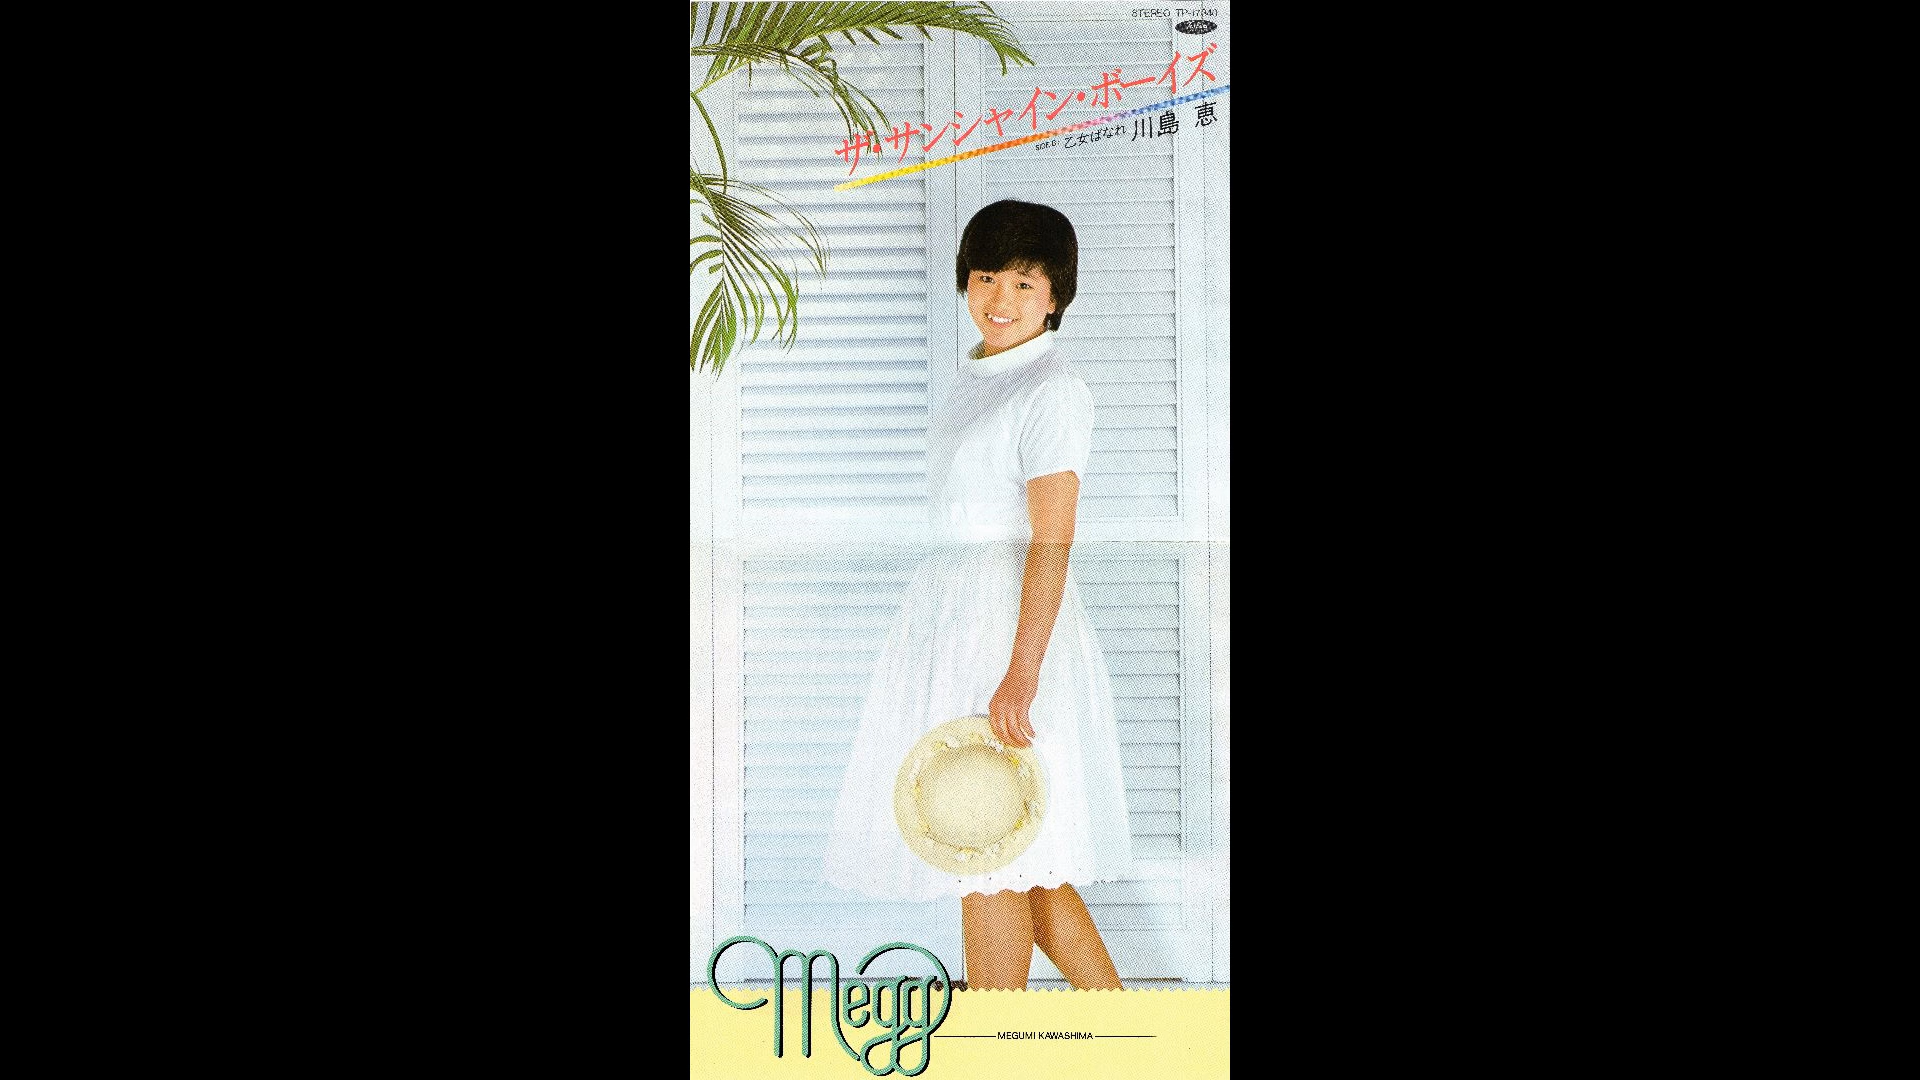 STEREO TP-17340
ザ・サンシャイン・ボーイズ
SIDE B: 乙女ばなれ 川島 恵
Megg
MEGUMI KAWASHIMA